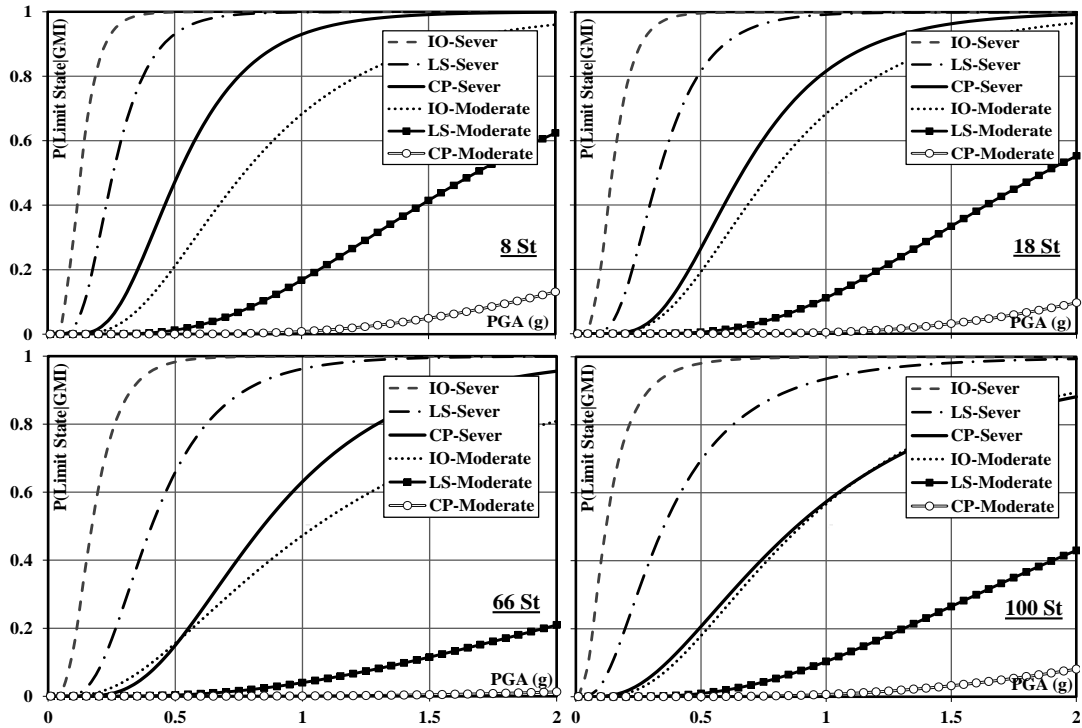 1
0.8
0.6
0.4
0.2
0
P(Limit State|GMI)
IO-Sever
LS-Sever
CP-Sever
IO-Moderate
LS-Moderate
CP-Moderate
8 St
PGA (g)
P(Limit State|GMI)
IO-Sever
LS-Sever
CP-Sever
IO-Moderate
LS-Moderate
CP-Moderate
18 St
PGA (g)
1
0.8
0.6
0.4
0.2
0
P(Limit State|GMI)
IO-Sever
LS-Sever
CP-Sever
IO-Moderate
LS-Moderate
CP-Moderate
66 St
PGA (g)
0 0.5 1 1.5 2
P(Limit State|GMI)
IO-Sever
LS-Sever
CP-Sever
IO-Moderate
LS-Moderate
CP-Moderate
100 St
PGA (g)
0 0.5 1 1.5 2